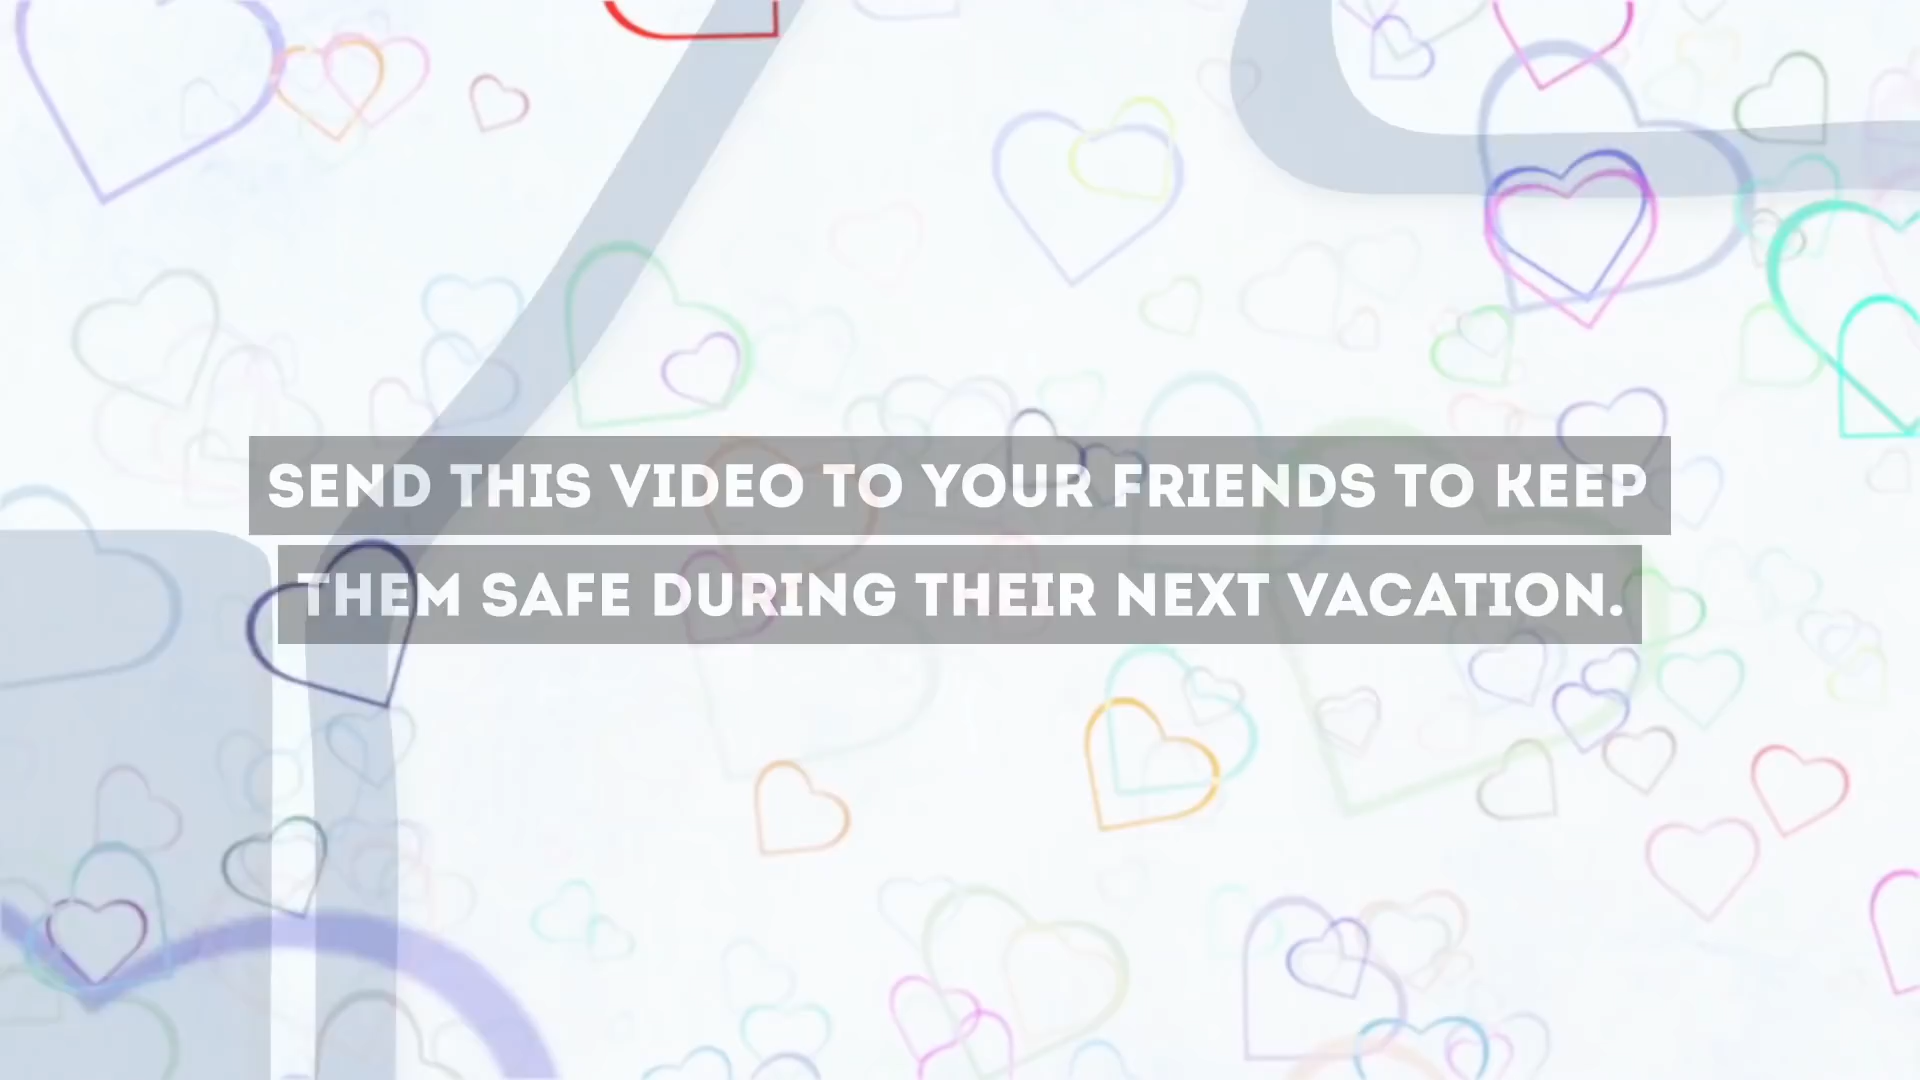 SEND THIS VIDEO TO YOUR FRIENDS TO KEEP
THEM SAFE DURING THEIR NEXT VACATION.